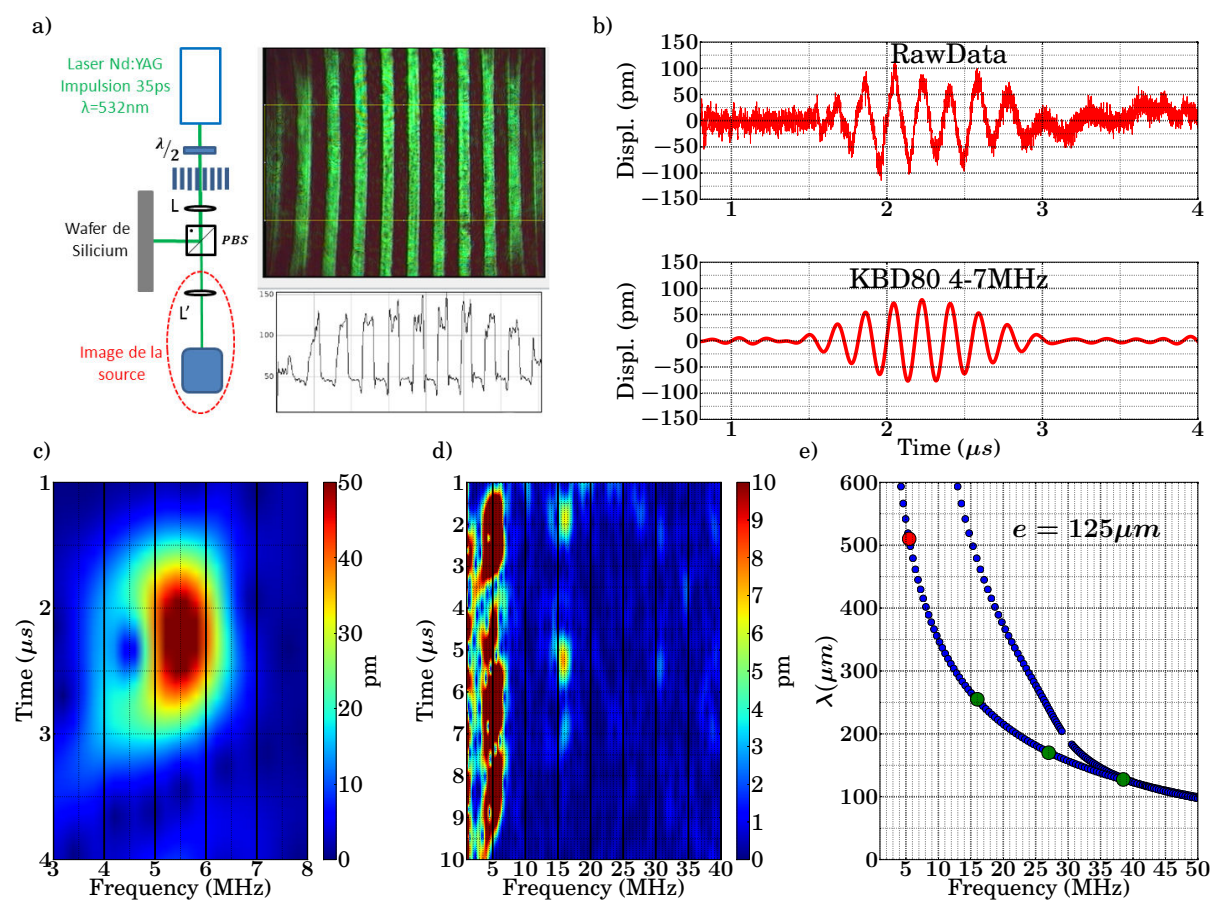 a)
Laser Nd:YAG
Impulsion 35ps
λ=532nm
λ/2
L
Wafer de
Silicium
PBS
L'
Image de la
source
150
100
50
b)
RawData
Displ. (pm)
150
100
50
0
−50
−100
−150
1 2 3 4
KBD80 4-7MHz
Displ. (pm)
150
100
50
0
−50
−100
−150
1 2 3 4
Time (μs)
c)
Time (μs)
1
2
3
4
3 4 5 6 7 8
Frequency (MHz)
50
40
30
20
10
0
pm
d)
Time (μs)
1
2
3
4
5
6
7
8
9
10
1 5 10 15 20 25 30 35 40
Frequency (MHz)
10
9
8
7
6
5
4
3
2
1
0
pm
e)
e = 125μm
λ(μm)
600
500
400
300
200
100
0
5 10 15 20 25 30 35 40 45 50
Frequency (MHz)